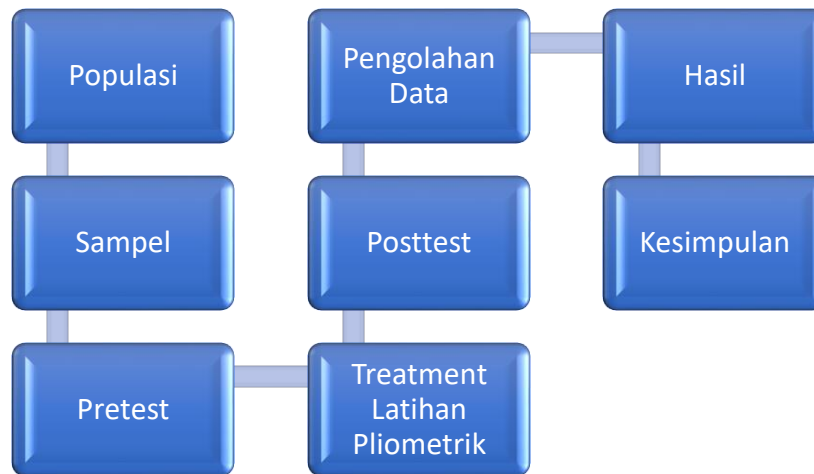 Populasi
Sampel
Pretest
Treatment
Latihan
Pliometrik
Posttest
Pengolahan
Data
Hasil
Kesimpulan